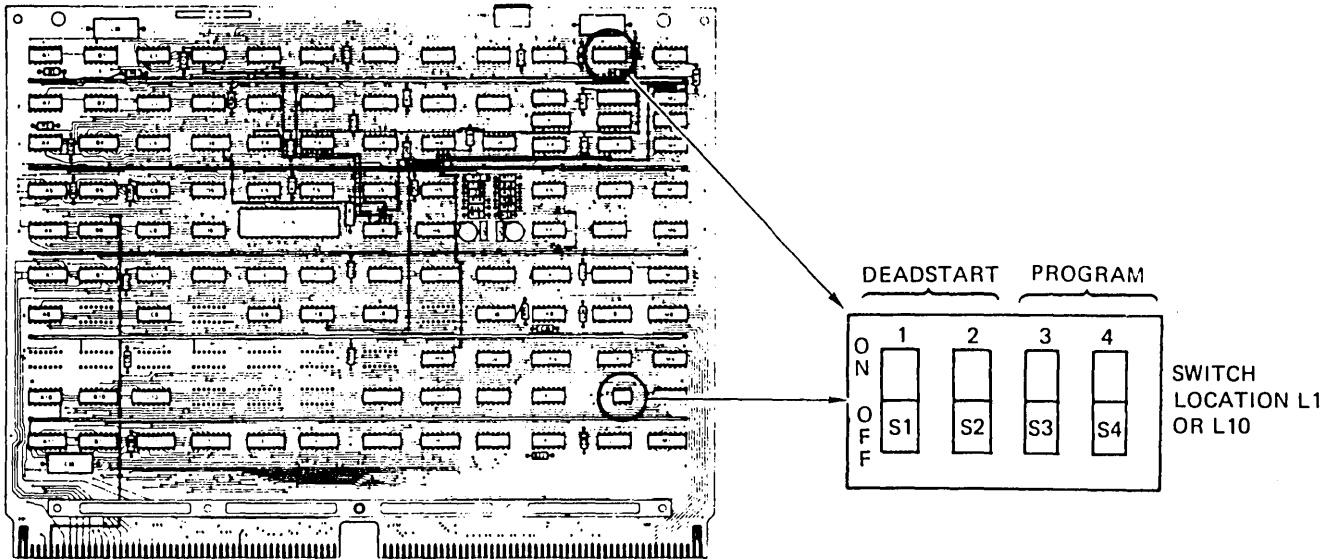 DEADSTART PROGRAM
1 2 3 4
ON
OFF
S1 S2 S3 S4
SWITCH
LOCATION L1
OR L10